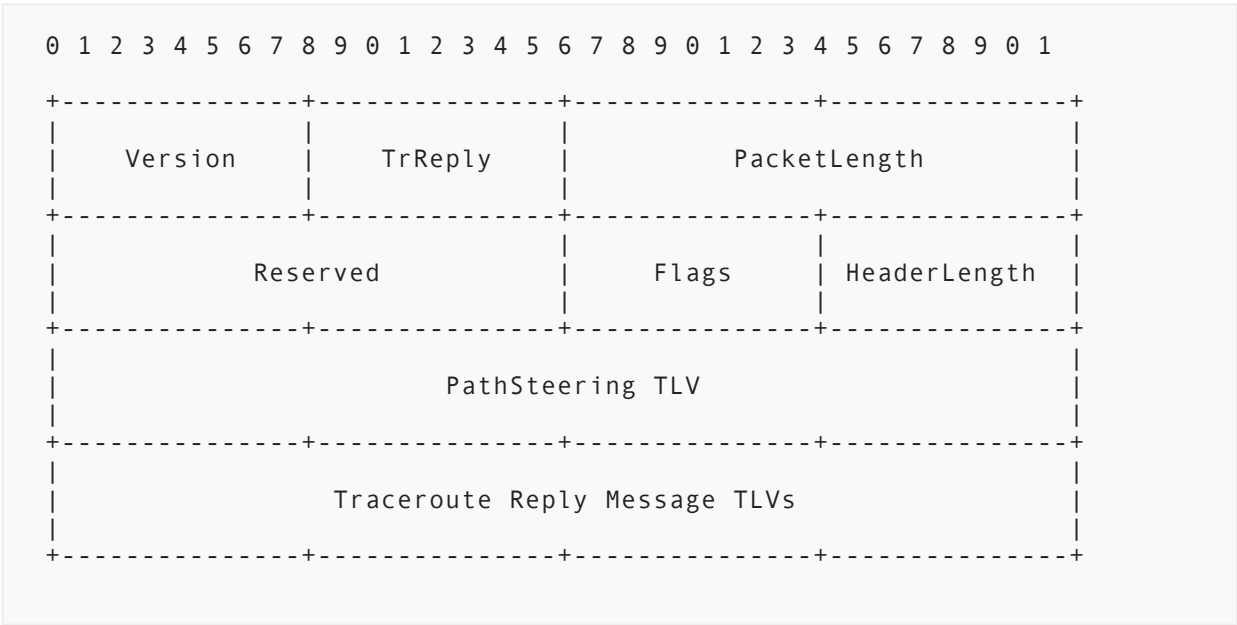 0 1 2 3 4 5 6 7 8 9 0 1 2 3 4 5 6 7 8 9 0 1 2 3 4 5 6 7 8 9 0 1
+---------------+---------------+---------------+---------------+
|               |               |                               |
|    Version    |    TrReply    |          PacketLength         |
|               |               |                               |
+---------------+---------------+---------------+---------------+
|                               |               |               |
|            Reserved           |     Flags     | HeaderLength  |
|                               |               |               |
+---------------+---------------+---------------+---------------+
|                                                               |
|                        PathSteering TLV                       |
|                                                               |
+---------------+---------------+---------------+---------------+
|                                                               |
|                 Traceroute Reply Message TLVs                 |
|                                                               |
+---------------+---------------+---------------+---------------+